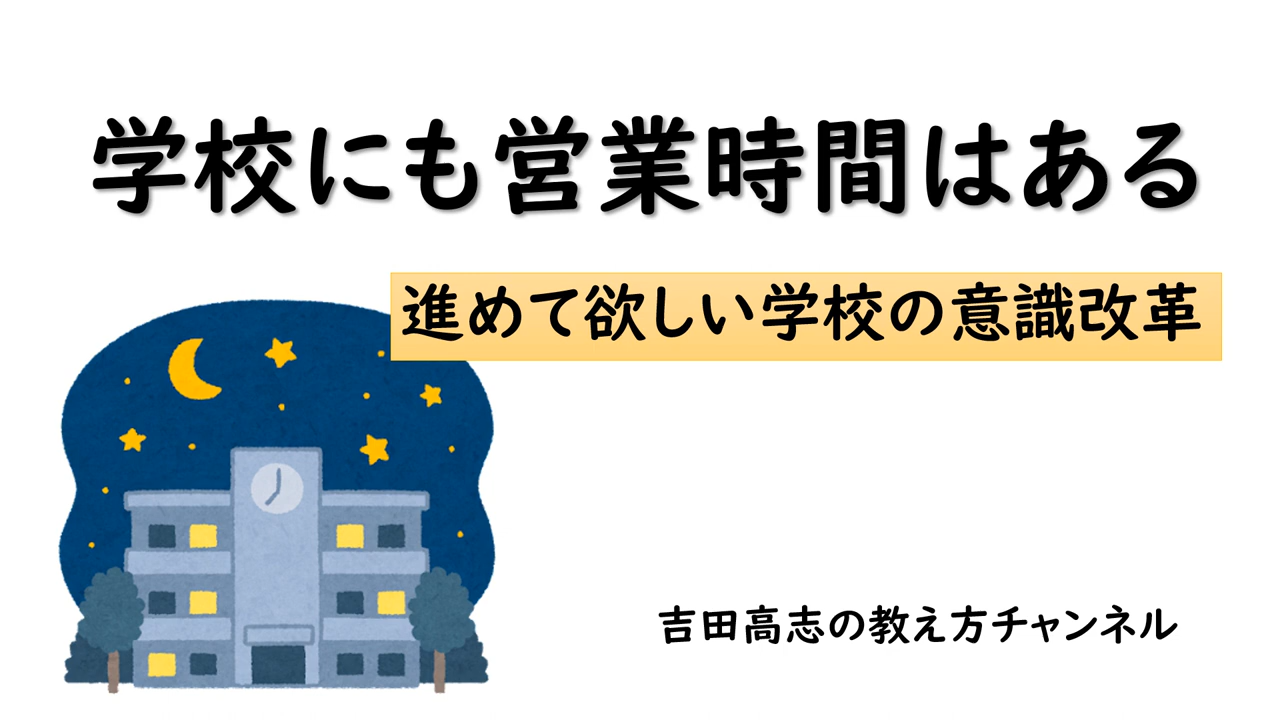 学校にも営業時間はある
進めて欲しい学校の意識改革
吉田高志の教え方チャンネル